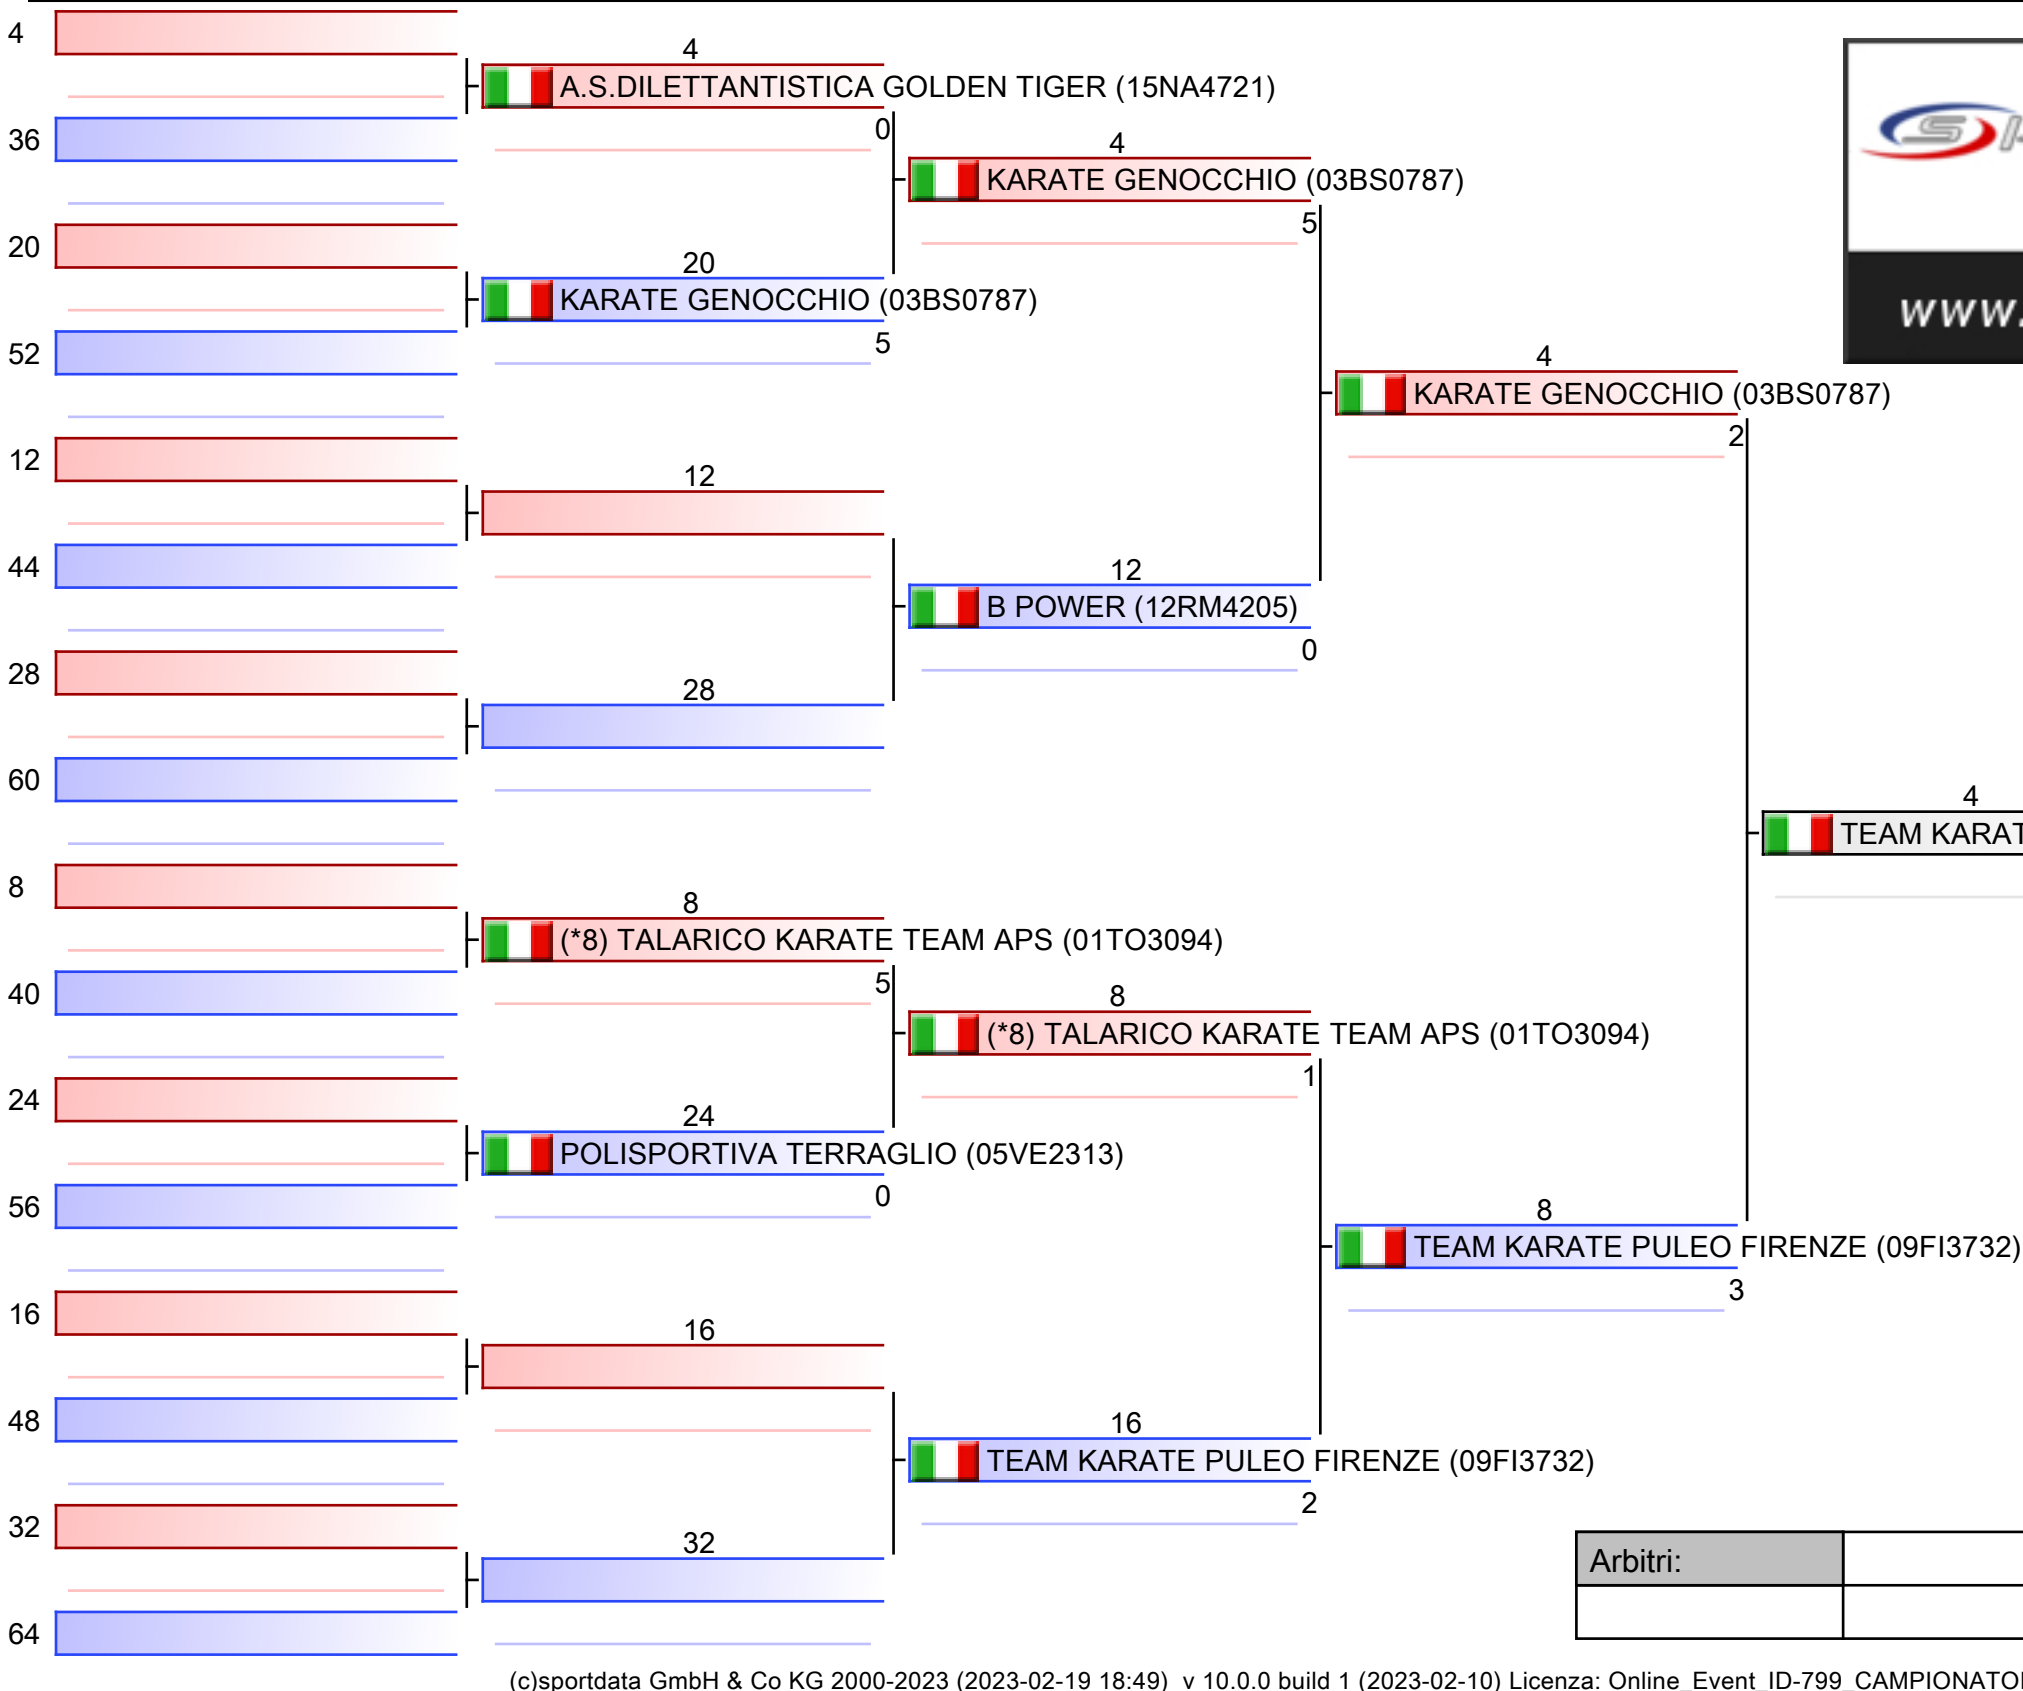 4
36
20
52
12
44
28
60
8
40
24
56
16
48
32
64
4
A.S.DILETTANTISTICA GOLDEN TIGER (15NA4721)
0
20
KARATE GENOCCHIO (03BS0787)
5
12
28
8
(*8) TALARICO KARATE TEAM APS (01TO3094)
5
24
POLISPORTIVA TERRAGLIO (05VE2313)
0
16
32
4
KARATE GENOCCHIO (03BS0787)
5
12
B POWER (12RM4205)
0
8
(*8) TALARICO KARATE TEAM APS (01TO3094)
1
16
TEAM KARATE PULEO FIRENZE (09FI3732)
2
4
KARATE GENOCCHIO (03BS0787)
2
8
TEAM KARATE PULEO FIRENZE (09FI3732)
3
4
TEAM KARAT
www.
Arbitri:
(c)sportdata GmbH & Co KG 2000-2023 (2023-02-19 18:49) v 10.0.0 build 1 (2023-02-10) Licenza: Online_Event_ID-799_CAMPIONATO